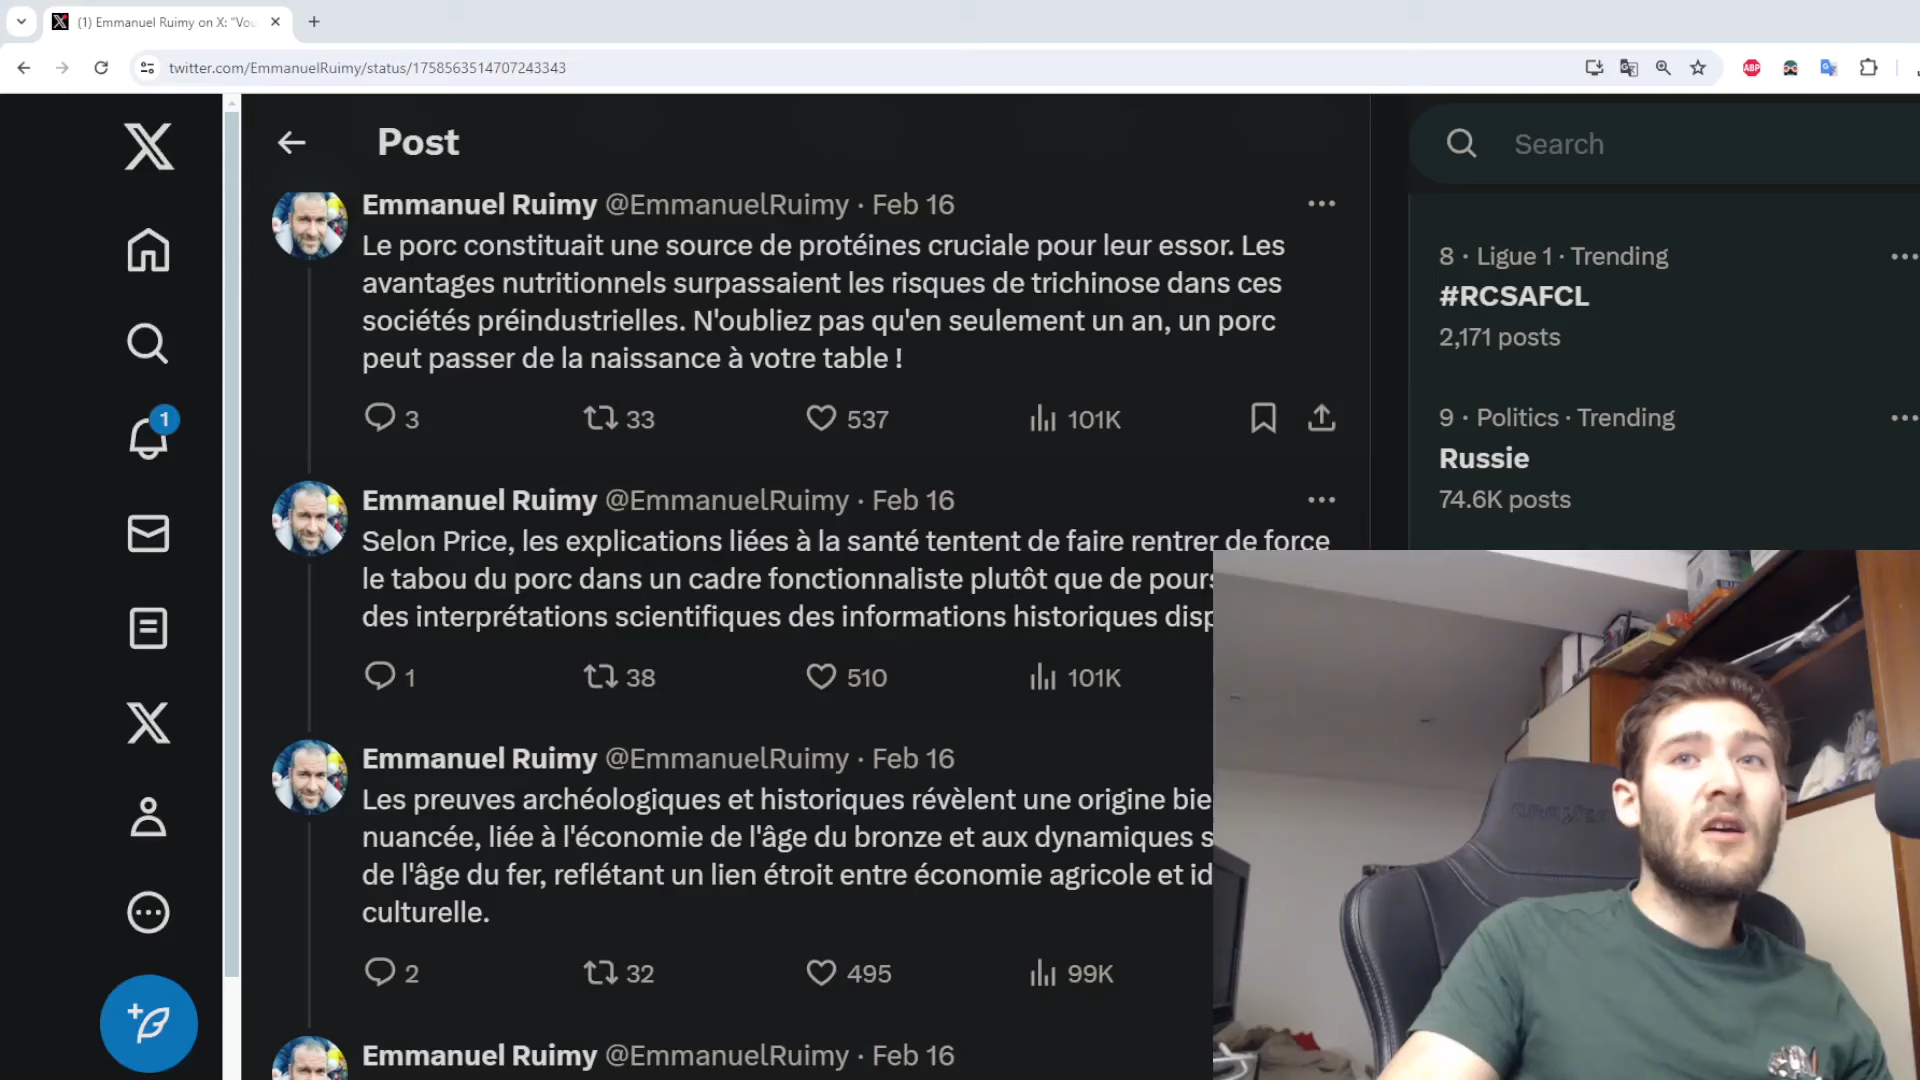 (1) Emmanuel Ruimy on X: "Vou
twitter.com/EmmanuelRuimy/status/1758563514707243343
ABP
Post
Search
Emmanuel Ruimy @EmmanuelRuimy · Feb 16
Le porc constituait une source de protéines cruciale pour leur essor. Les
avantages nutritionnels surpassaient les risques de trichinose dans ces
sociétés préindustrielles. N'oubliez pas qu'en seulement un an, un porc
peut passer de la naissance à votre table !
3 33 537 101K
Emmanuel Ruimy @EmmanuelRuimy · Feb 16
Selon Price, les explications liées à la santé tentent de faire rentrer de force
le tabou du porc dans un cadre fonctionnaliste plutôt que de pours
des interprétations scientifiques des informations historiques disp
1 38 510 101K
Emmanuel Ruimy @EmmanuelRuimy · Feb 16
Les preuves archéologiques et historiques révèlent une origine bie
nuancée, liée à l'économie de l'âge du bronze et aux dynamiques s
de l'âge du fer, reflétant un lien étroit entre économie agricole et id
culturelle.
2 32 495 99K
Emmanuel Ruimy @EmmanuelRuimy · Feb 16
1
8 · Ligue 1 · Trending
#RCSAFCL
2,171 posts
9 · Politics · Trending
Russie
74.6K posts